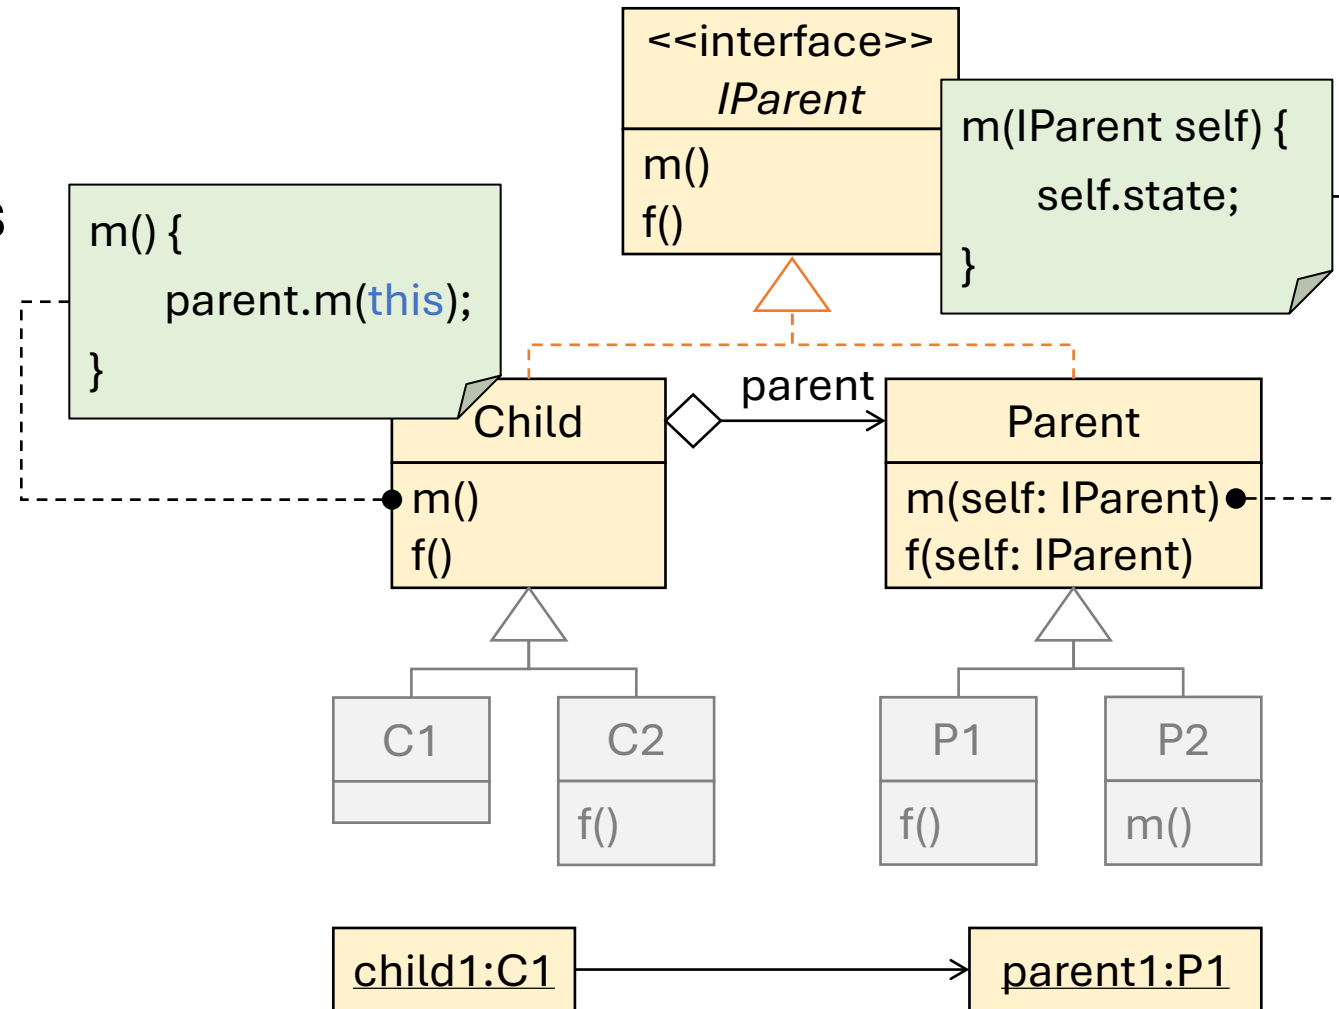 <<interface>>
IParent
m()
f()
m(IParent self) {
self.state;
}
s
m() {
parent.m(this);
}
Child
m()
f()
parent
Parent
m(self: IParent)
f(self: IParent)
C1
C2
f()
P1
f()
P2
m()
child1:C1
parent1:P1